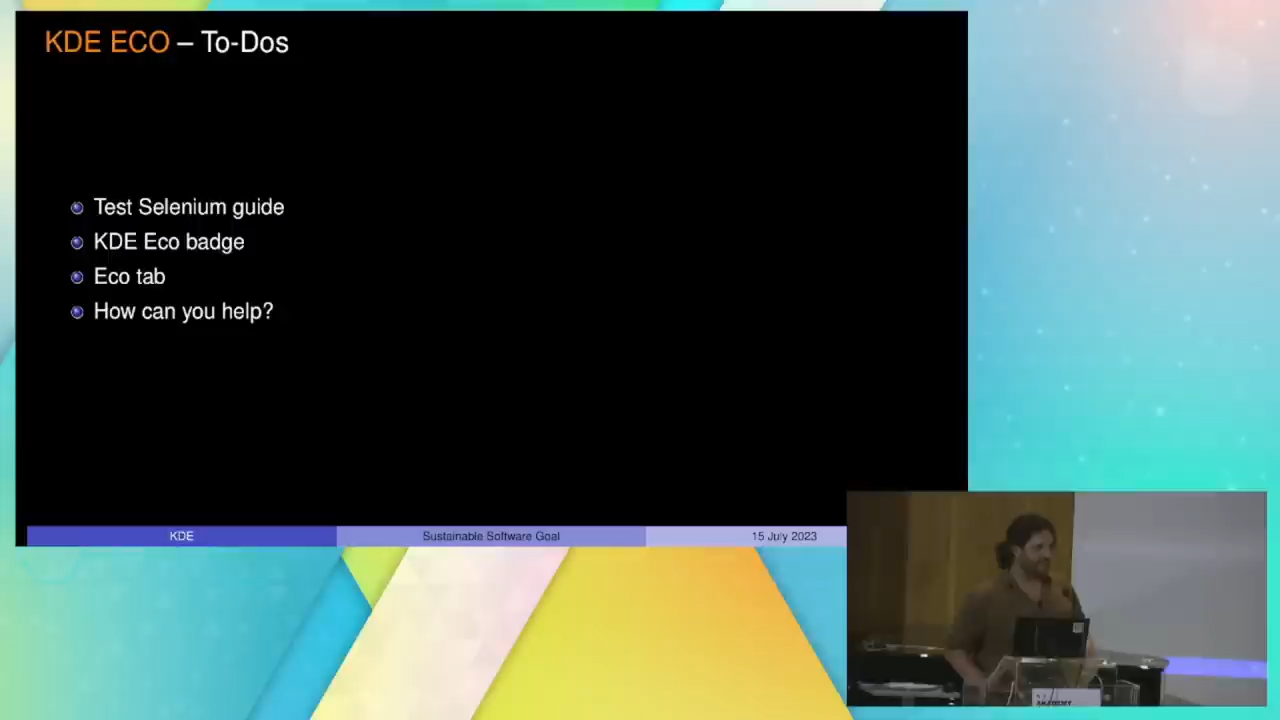 KDE ECO – To-Dos
Test Selenium guide
KDE Eco badge
Eco tab
How can you help?
KDE
Sustainable Software Goal
15 July 2023